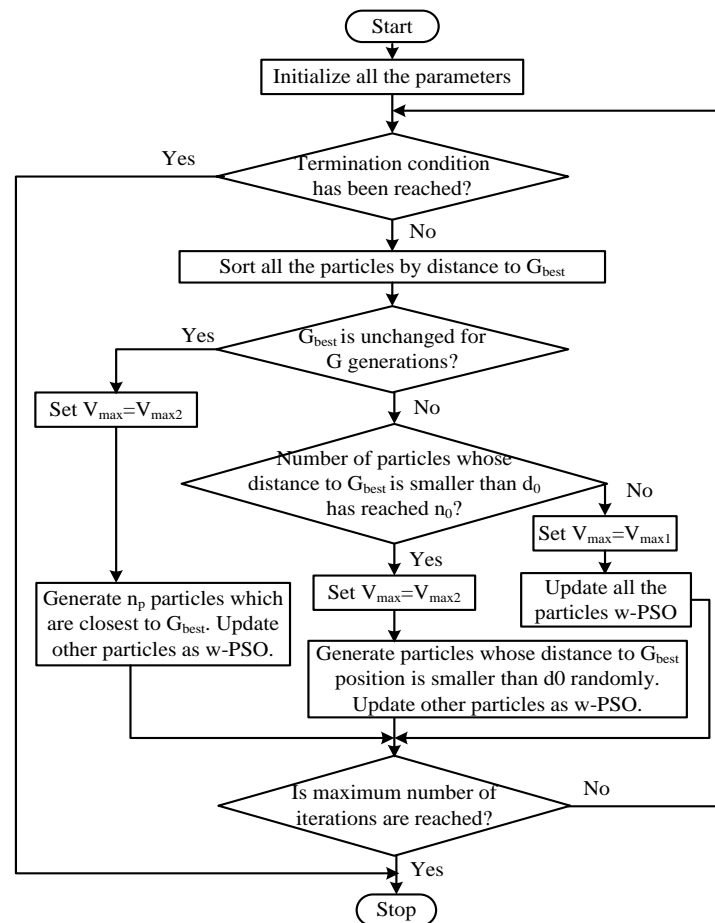 Start
Initialize all the parameters
Yes
Termination condition
has been reached?
No
Sort all the particles by distance to Gbest
Yes
Gbest is unchanged for
G generations?
Set Vmax=Vmax2
No
Number of particles whose
distance to Gbest is smaller than d0
has reached n0?
No
Set Vmax=Vmax1
Yes
Set Vmax=Vmax2
Update all the
particles w-PSO
Generate np particles which
are closest to Gbest. Update
other particles as w-PSO.
Generate particles whose distance to Gbest
position is smaller than d0 randomly.
Update other particles as w-PSO.
Is maximum number of
iterations are reached?
No
Yes
Stop